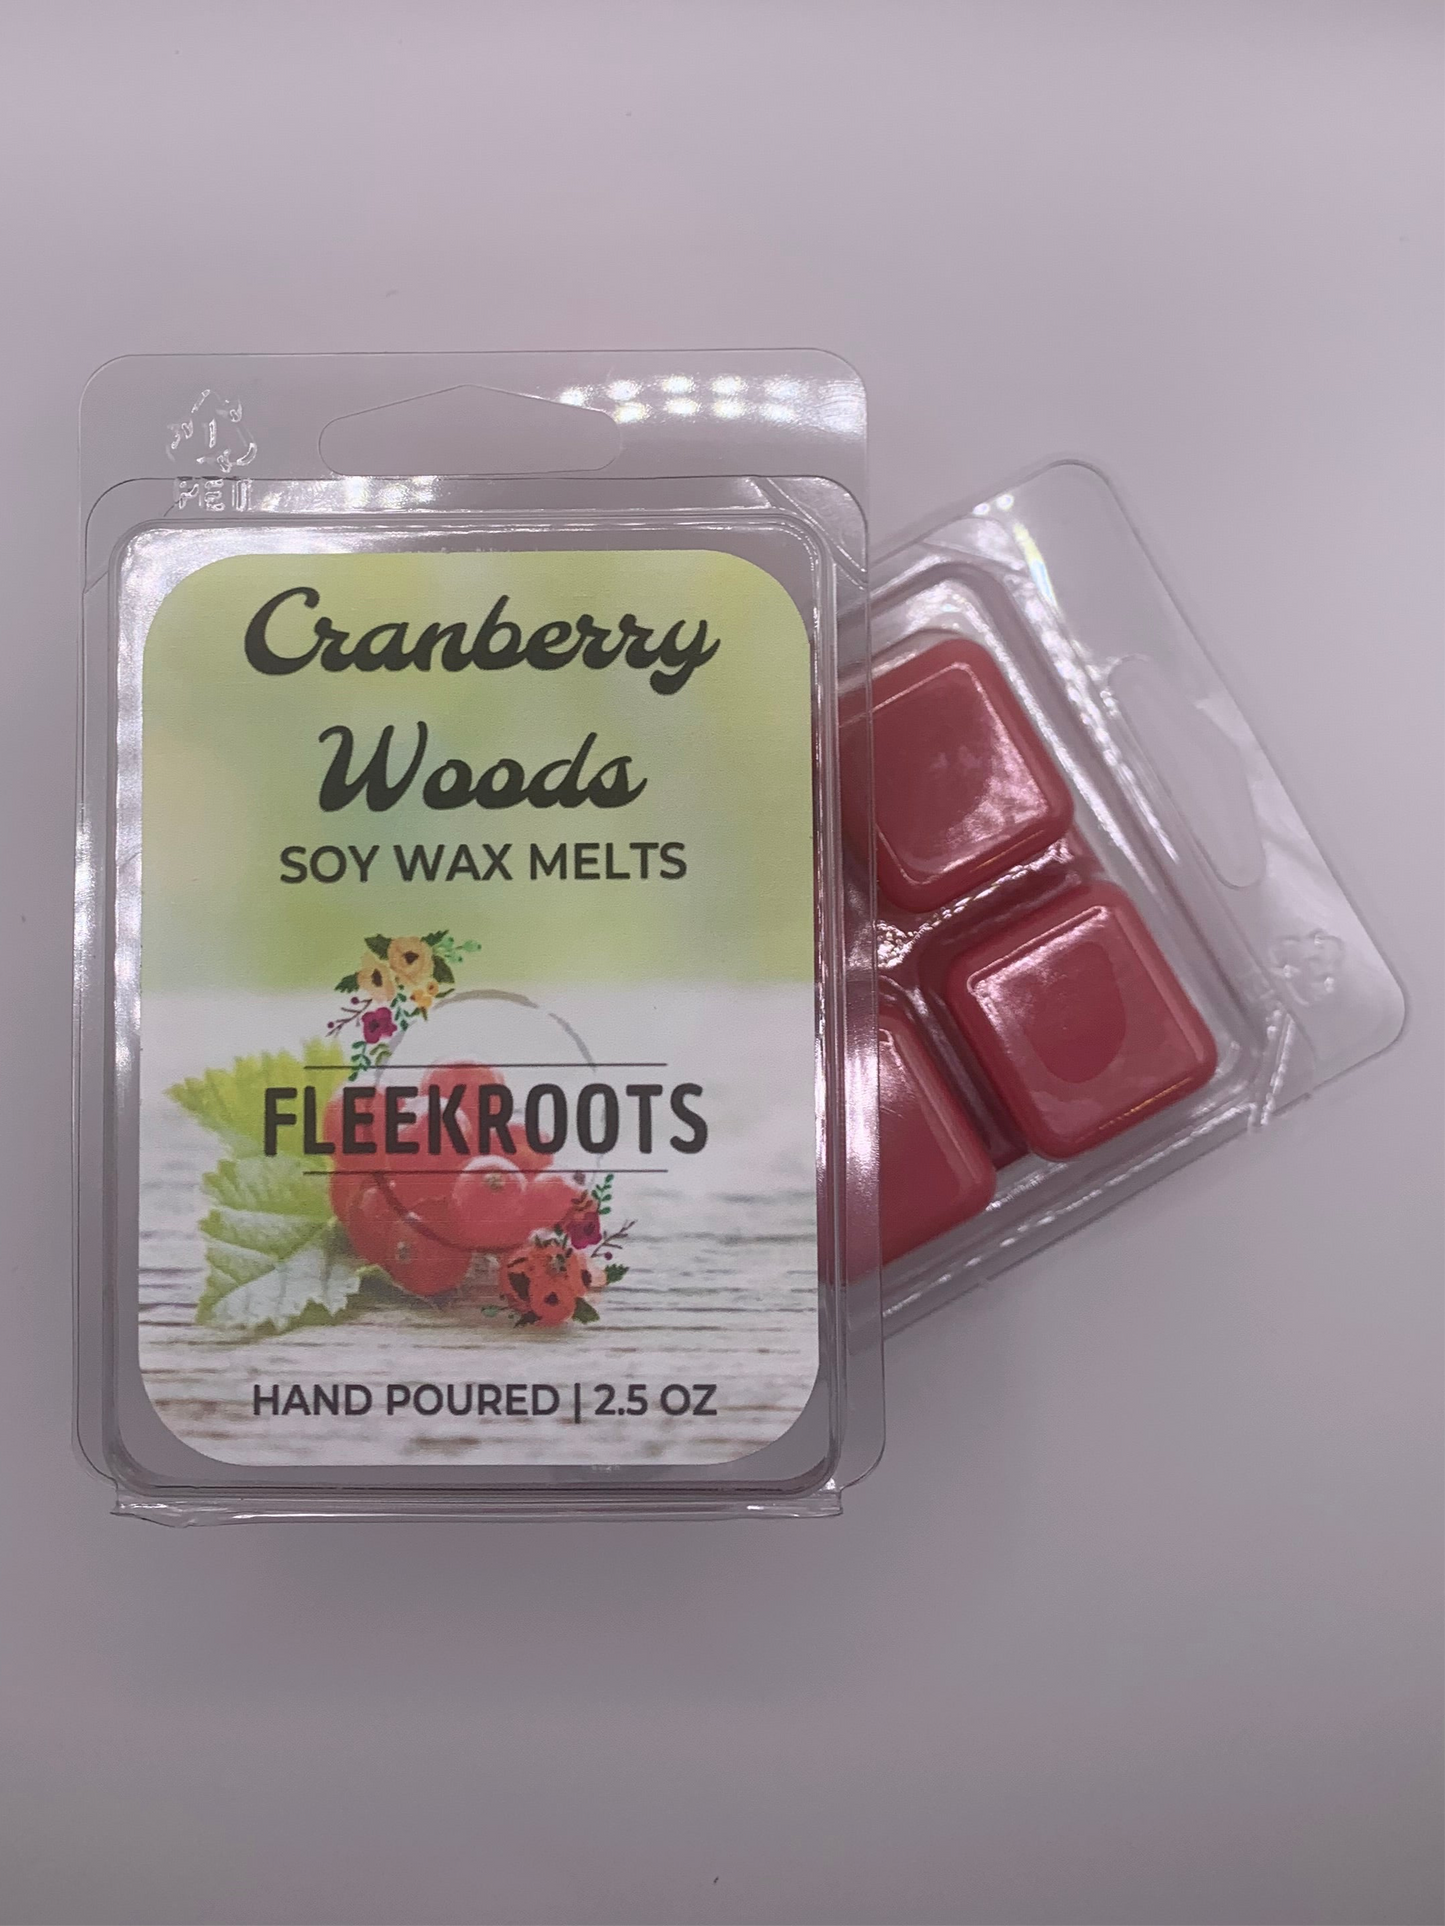 1
PET
Cranberry
Woods
SOY WAX MELTS
FLEEKROOTS
HAND POURED | 2.5 OZ